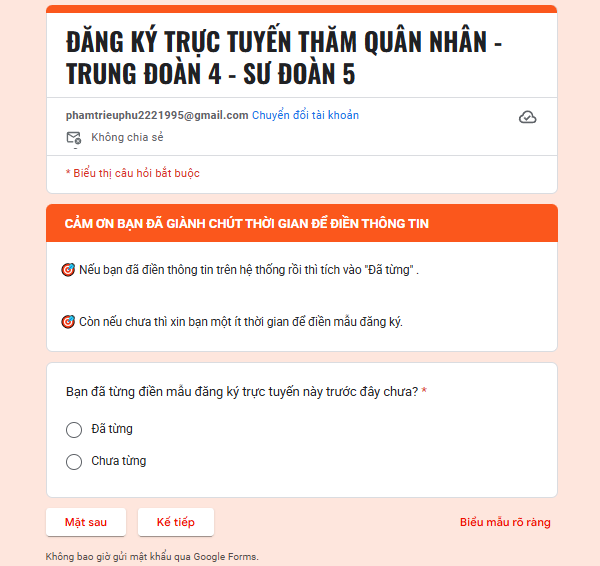 ĐĂNG KÝ TRỰC TUYẾN THĂM QUÂN NHÂN -
TRUNG ĐOÀN 4 - SƯ ĐOÀN 5
phamtrieuphu2221995@gmail.com Chuyển đổi tài khoản
Không chia sẻ
* Biểu thị câu hỏi bắt buộc
CẢM ƠN BẠN ĐÃ GIÀNH CHÚT THỜI GIAN ĐỂ ĐIỀN THÔNG TIN
Nếu bạn đã điền thông tin trên hệ thống rồi thì tích vào "Đã từng" .
Còn nếu chưa thì xin bạn một ít thời gian để điền mẫu đăng ký.
Bạn đã từng điền mẫu đăng ký trực tuyến này trước đây chưa? *
Đã từng
Chưa từng
Mặt sau
Kế tiếp
Biểu mẫu rõ ràng
Không bao giờ gửi mật khẩu qua Google Forms.